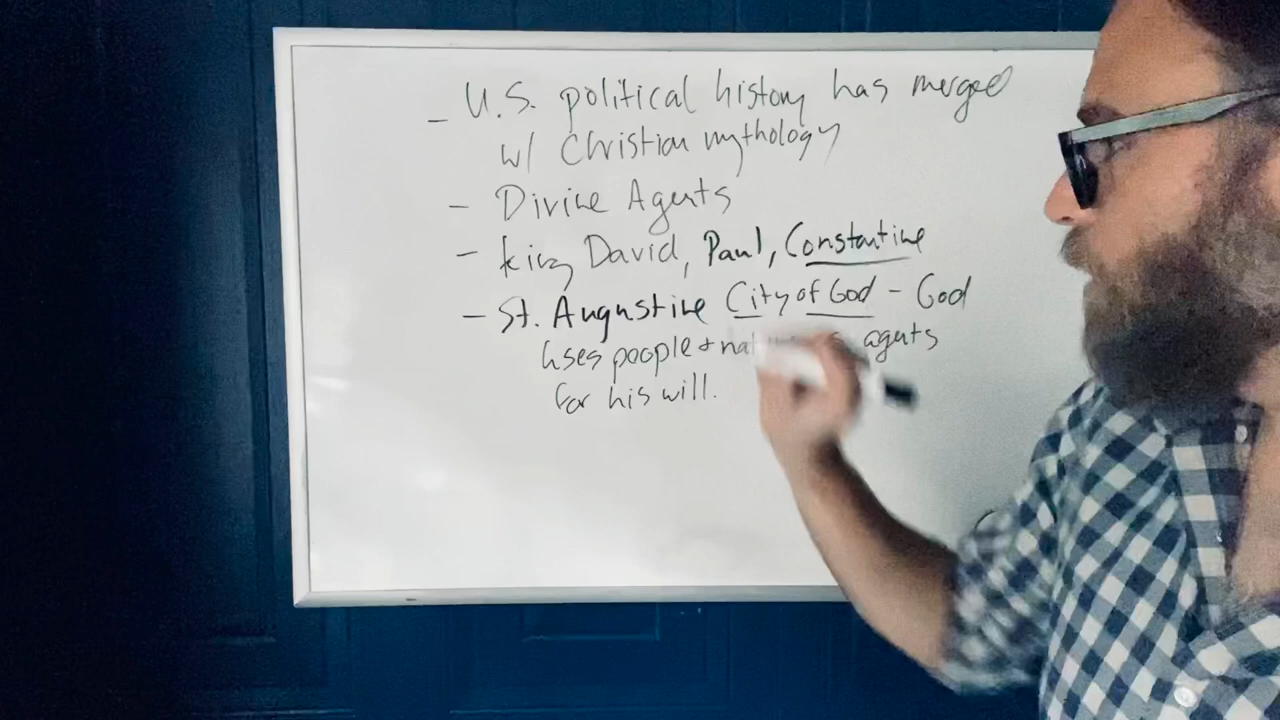 - U.S. political history has merged
w/ Christian mythology
- Divine Agents
- King David, Paul, Constantine
- St. Augustine City of God - God
uses people + agents
for his will.